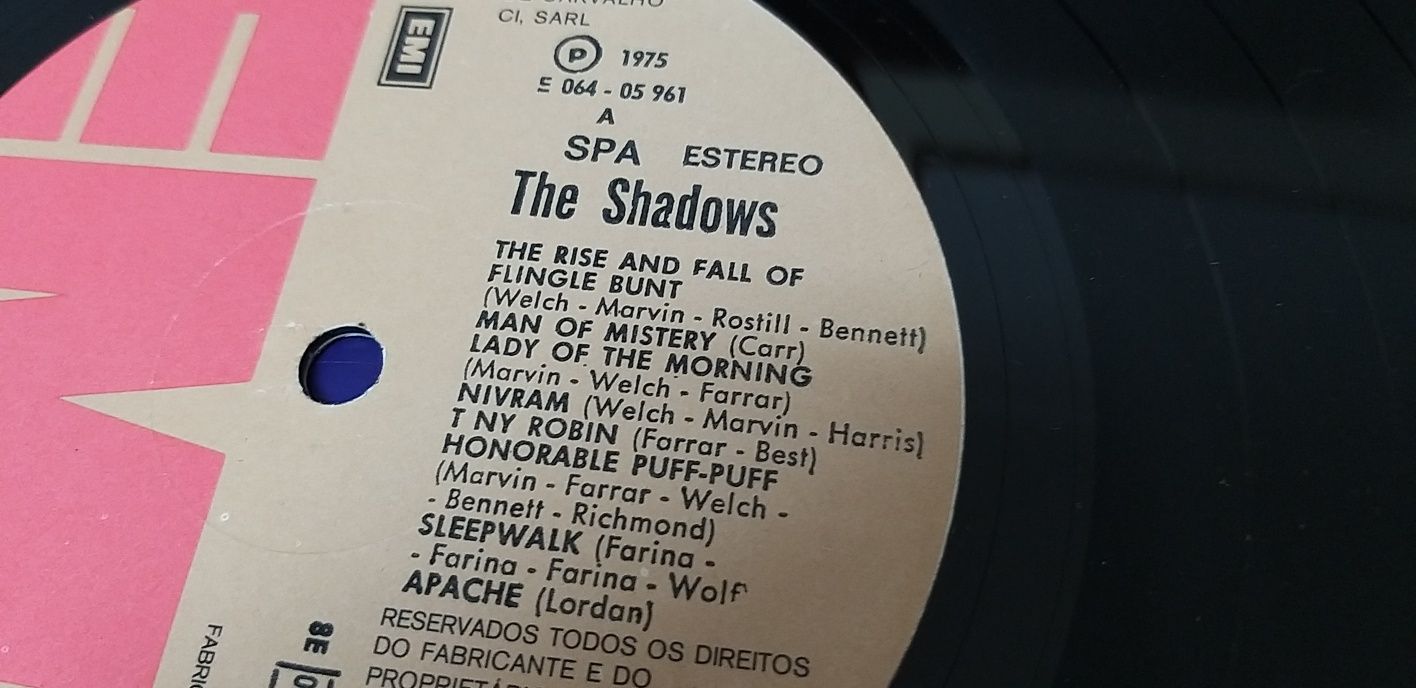 CARVALHO
CI, SARL
EMI
℗ 1975
E 064 - 05 961
A
SPA ESTEREO
The Shadows
THE RISE AND FALL OF
FLINGLE BUNT
(Welch - Marvin - Rostill - Bennett)
MAN OF MISTERY (Carr)
LADY OF THE MORNING
(Marvin - Welch - Farrar)
NIVRAM (Welch - Marvin - Harris)
T NY ROBIN (Farrar - Best)
HONORABLE PUFF-PUFF
(Marvin - Farrar - Welch -
- Bennett - Richmond)
SLEEPWALK (Farina -
- Farina - Farina - Wolf
APACHE (Lordan)
RESERVADOS TODOS OS DIREITOS
DO FABRICANTE E DO
8E